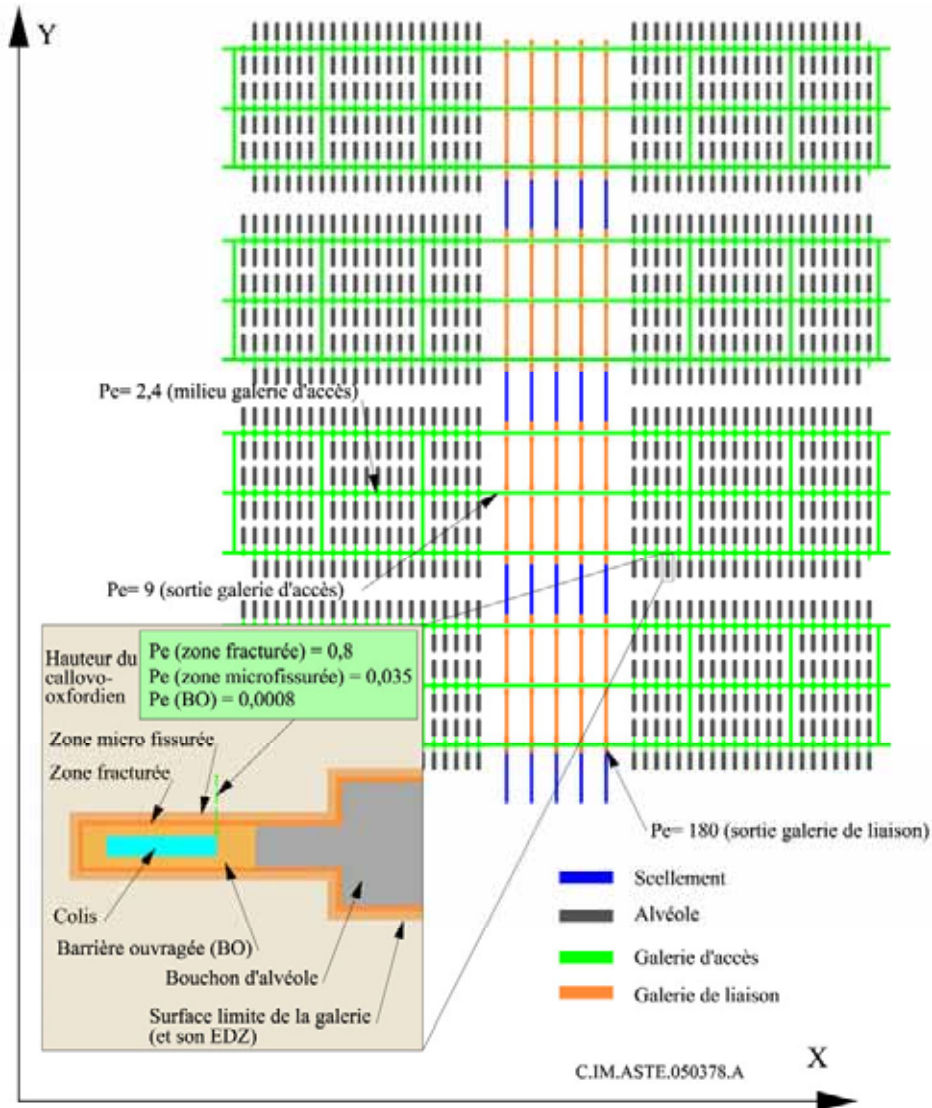 Y
Pe= 2,4 (milieu galerie d'accès)
Pe= 9 (sortie galerie d'accès)
Hauteur du
callovo-
oxfordien
Pe (zone fracturée) = 0,8
Pe (zone microfissurée) = 0,035
Pe (BO) = 0,0008
Zone micro fissurée
Zone fracturée
Colis
Barrière ouvragée (BO)
Bouchon d'alvéole
Surface limite de la galerie
(et son EDZ)
Pe= 180 (sortie galerie de liaison)
Scellement
Alvéole
Galerie d'accès
Galerie de liaison
C.IM.ASTE.050378.A
X